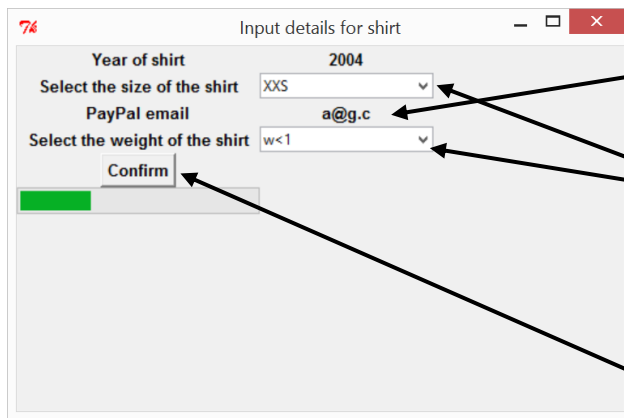 Input details for shirt
Year of shirt 2004
Select the size of the shirt XXS
PayPal email a@g.c
Select the weight of the shirt w<1
Confirm